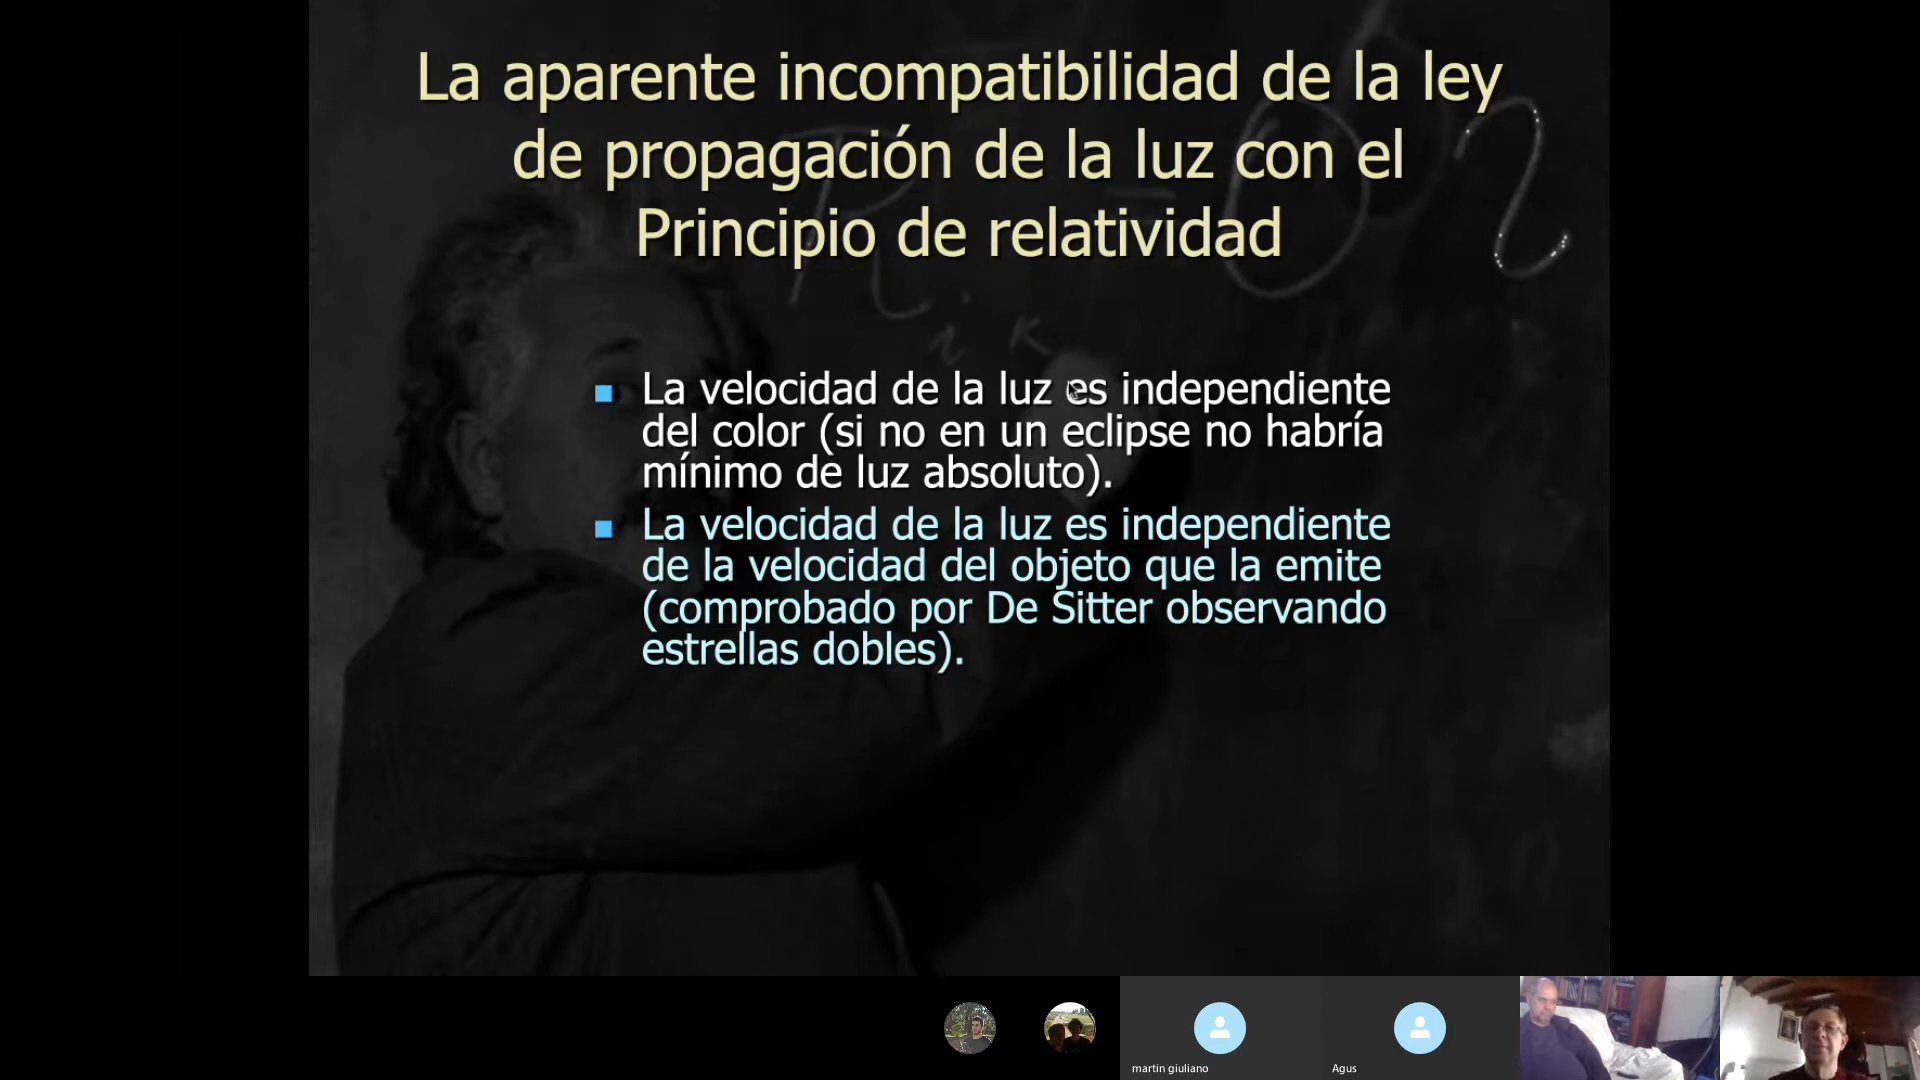 La aparente incompatibilidad de la ley
de propagación de la luz con el
Principio de relatividad
R i k = 0
La velocidad de la luz es independiente
del color (si no en un eclipse no habría
mínimo de luz absoluto).
La velocidad de la luz es independiente
de la velocidad del objeto que la emite
(comprobado por De Sitter observando
estrellas dobles).
martin giuliano
Agus